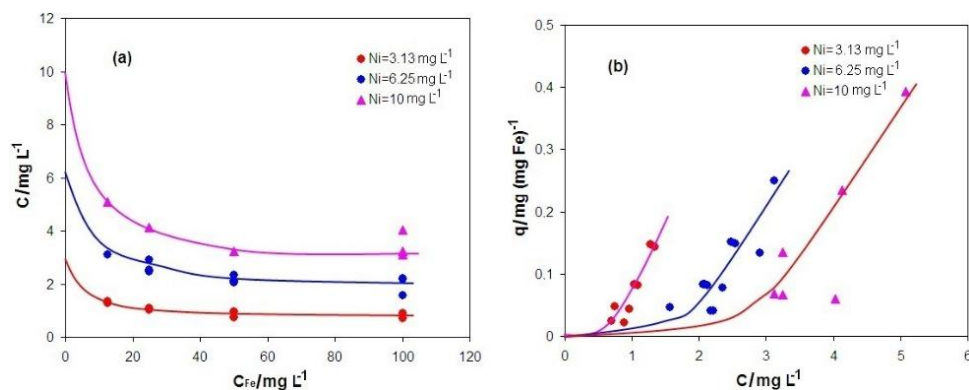 (a)
Ni=3.13 mg L-1
Ni=6.25 mg L-1
Ni=10 mg L-1
12
10
8
6
4
2
0
C/mg L-1
0 20 40 60 80 100 120
CFe/mg L-1
(b)
Ni=3.13 mg L-1
Ni=6.25 mg L-1
Ni=10 mg L-1
0.5
0.4
0.3
0.2
0.1
0
q/mg (mg Fe)-1
0 1 2 3 4 5 6
C/mg L-1